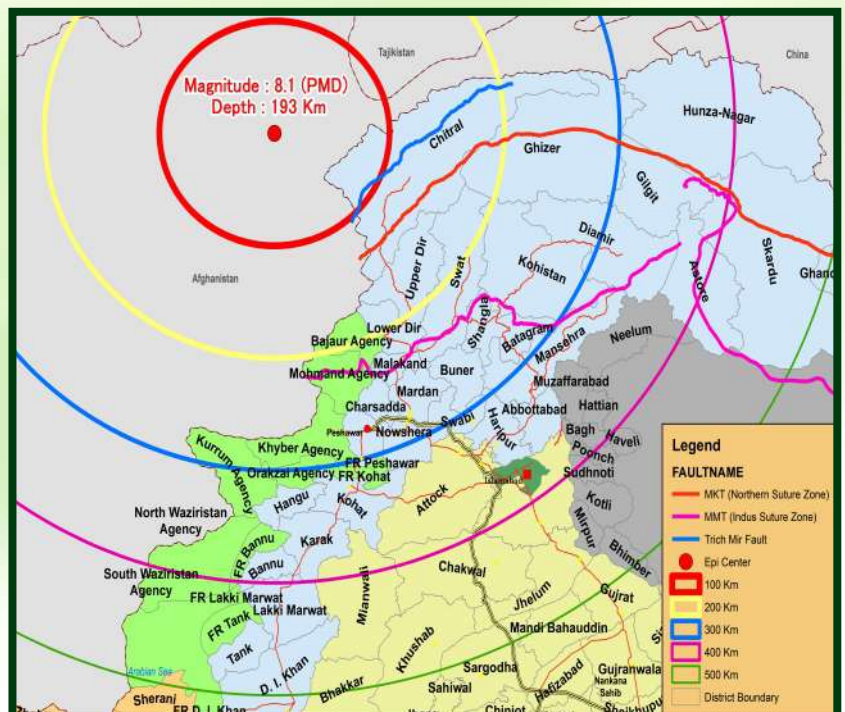 Tajikistan
China
Magnitude : 8.1 (PMD)
Depth : 193 Km
Hunza-Nagar
Chitral
Ghizer
Gilgit
Diamir
Skardu
Upper Dir
Swat
Kohistan
Afghanistan
Astore
Ghanc
Lower Dir
Shangla
Bajaur Agency
Batagram
Mansehra
Neelum
Malakand
Mohmand Agency
Buner
Mardan
Muzaffarabad
Charsadda
Swabi
Haripur
Abbottabad
Hattian
Peshawar
Nowshera
Bagh
Haveli
Khyber Agency
Poonch
Kurrum Agency
FR Peshawar
Orakzai Agency
FR Kohat
Islamabad
Sudhnoti
Hangu
Kohat
Attock
Kotli
North Waziristan
Agency
Mirpur
Karak
FR Bannu
Bannu
Bhimber
South Waziristan
Agency
Chakwal
Mianwali
FR Lakki Marwat
Lakki Marwat
Jhelum
Gujrat
FR Tank
Mandi Bahauddin
Tank
Khushab
Arabian Sea
D. I. Khan
Sargodha
Hafizabad
Gujranwala
Nankana
Sahib
Sherani
Bhakkar
Sahiwal
FR D. I. Khan
Chiniot
Sheikhupu
Legend
FAULTNAME
MKT (Northern Suture Zone)
MMT (Indus Suture Zone)
Trich Mir Fault
Epi Center
100 Km
200 Km
300 Km
400 Km
500 Km
District Boundary